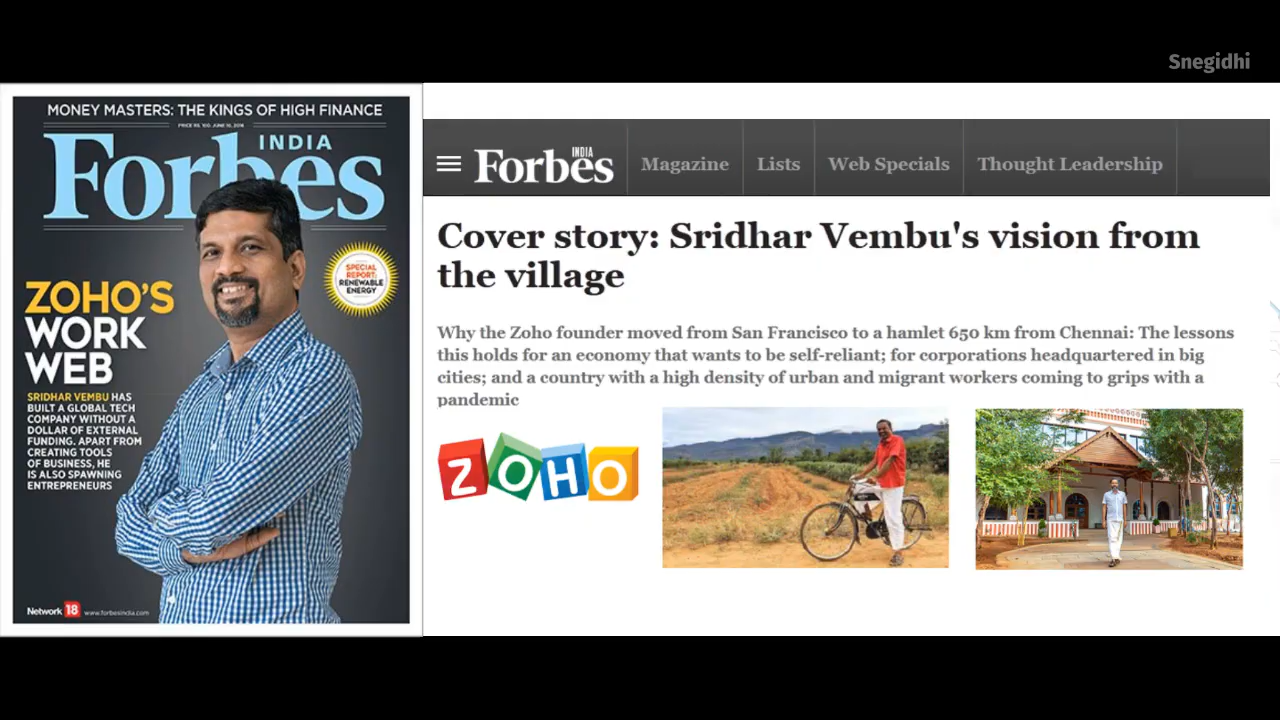 Snegidhi
MONEY MASTERS: THE KINGS OF HIGH FINANCE
INDIA
Forbes
ZOHO'S
WORK
WEB
SRIDHAR VEMBU HAS
BUILT A GLOBAL TECH
COMPANY WITHOUT A
DOLLAR OF EXTERNAL
FUNDING. APART FROM
CREATING TOOLS
OF BUSINESS, HE
IS ALSO SPAWNING
ENTREPRENEURS
SPECIAL
REPORT:
RENEWABLE
ENERGY
Network 18 www.forbesindia.com
INDIA
Forbes
Magazine
Lists
Web Specials
Thought Leadership
Cover story: Sridhar Vembu's vision from
the village
Why the Zoho founder moved from San Francisco to a hamlet 650 km from Chennai: The lessons
this holds for an economy that wants to be self-reliant; for corporations headquartered in big
cities; and a country with a high density of urban and migrant workers coming to grips with a
pandemic
ZOHO